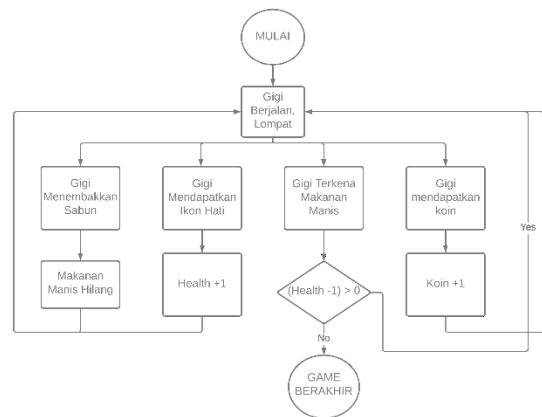 MULAI
Gigi
Berjalan,
Lompat
Gigi
Menembakkan
Sabun
Gigi
Mendapatkan
Ikon Hati
Gigi Terkena
Makanan
Manis
Gigi
mendapatkan
koin
Yes
Makanan
Manis Hilang
Health +1
(Health -1) > 0
Koin +1
No
GAME
BERAKHIR